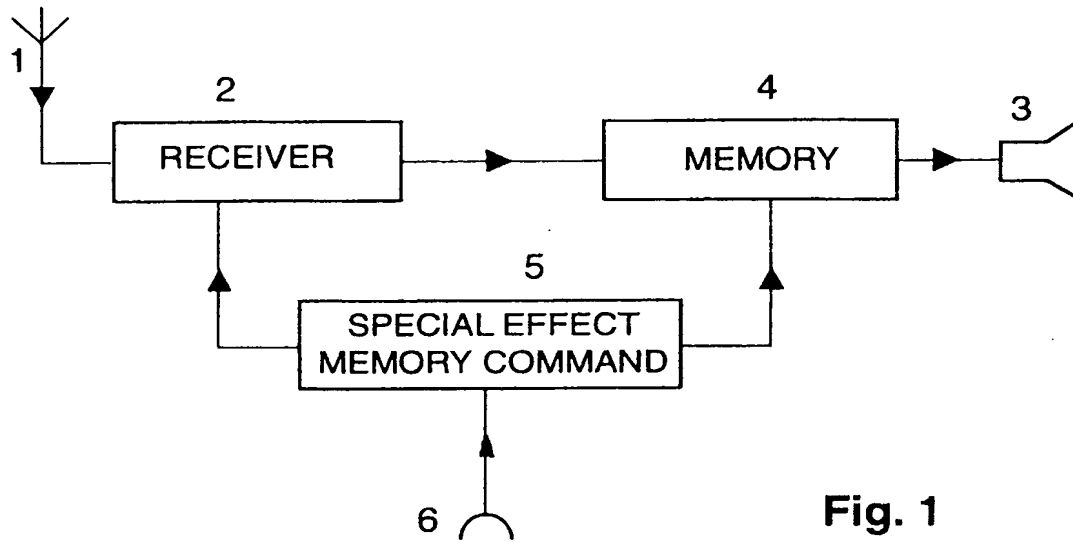 1
2
RECEIVER
4
MEMORY
3
5
SPECIAL EFFECT
MEMORY COMMAND
6
Fig. 1